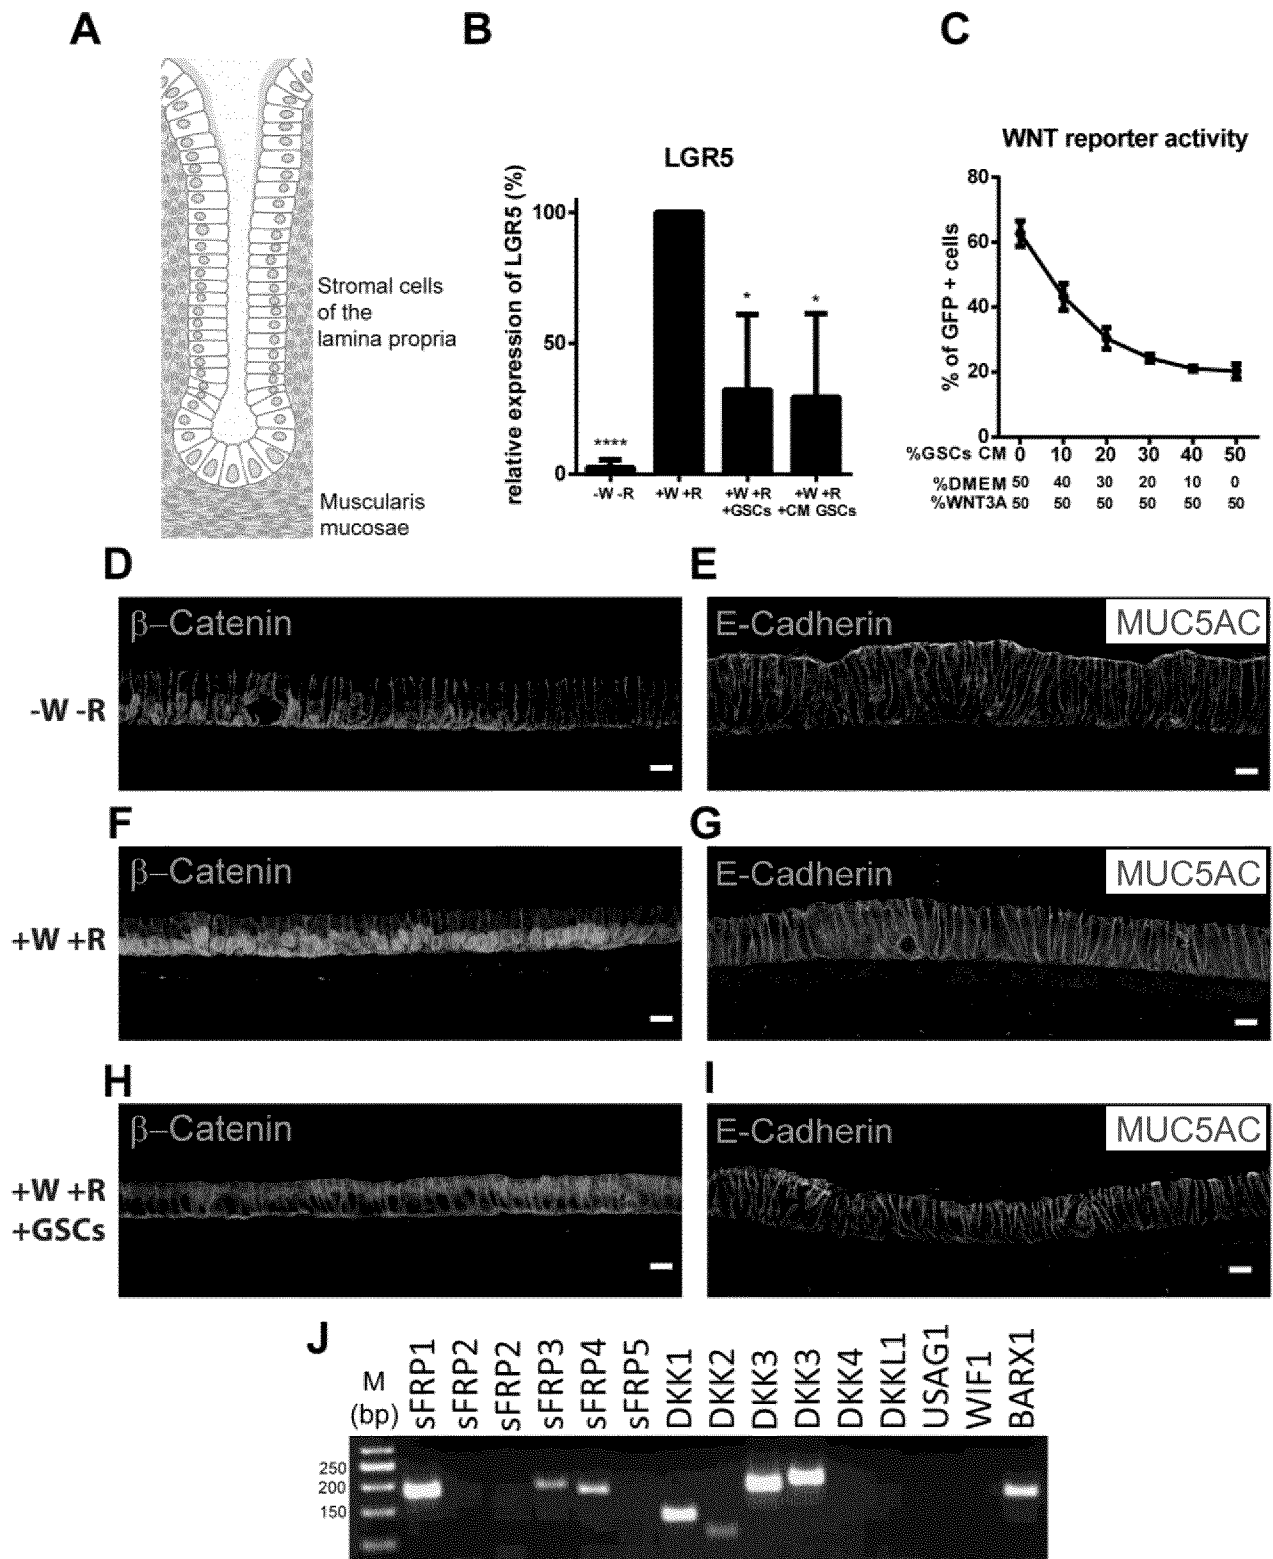 A
Stromal cells
of the
lamina propria
Muscularis
mucosae
B
LGR5
relative expression of LGR5 (%)
100
50
0
****
*
*
-W -R
+W +R
+W +R
+GSCs
+W +R
+CM GSCs
C
WNT reporter activity
% of GFP + cells
80
60
40
20
0
%GSCs CM 0 10 20 30 40 50
%DMEM 50 40 30 20 10 0
%WNT3A 50 50 50 50 50 50
D
β–Catenin
E
E-Cadherin
MUC5AC
-W -R
F
β–Catenin
G
E-Cadherin
MUC5AC
+W +R
H
β–Catenin
I
E-Cadherin
MUC5AC
+W +R
+GSCs
J
M
(bp)
sFRP1
sFRP2
sFRP2
sFRP3
sFRP4
sFRP5
DKK1
DKK2
DKK3
DKK3
DKK4
DKKL1
USAG1
WIF1
BARX1
250
200
150